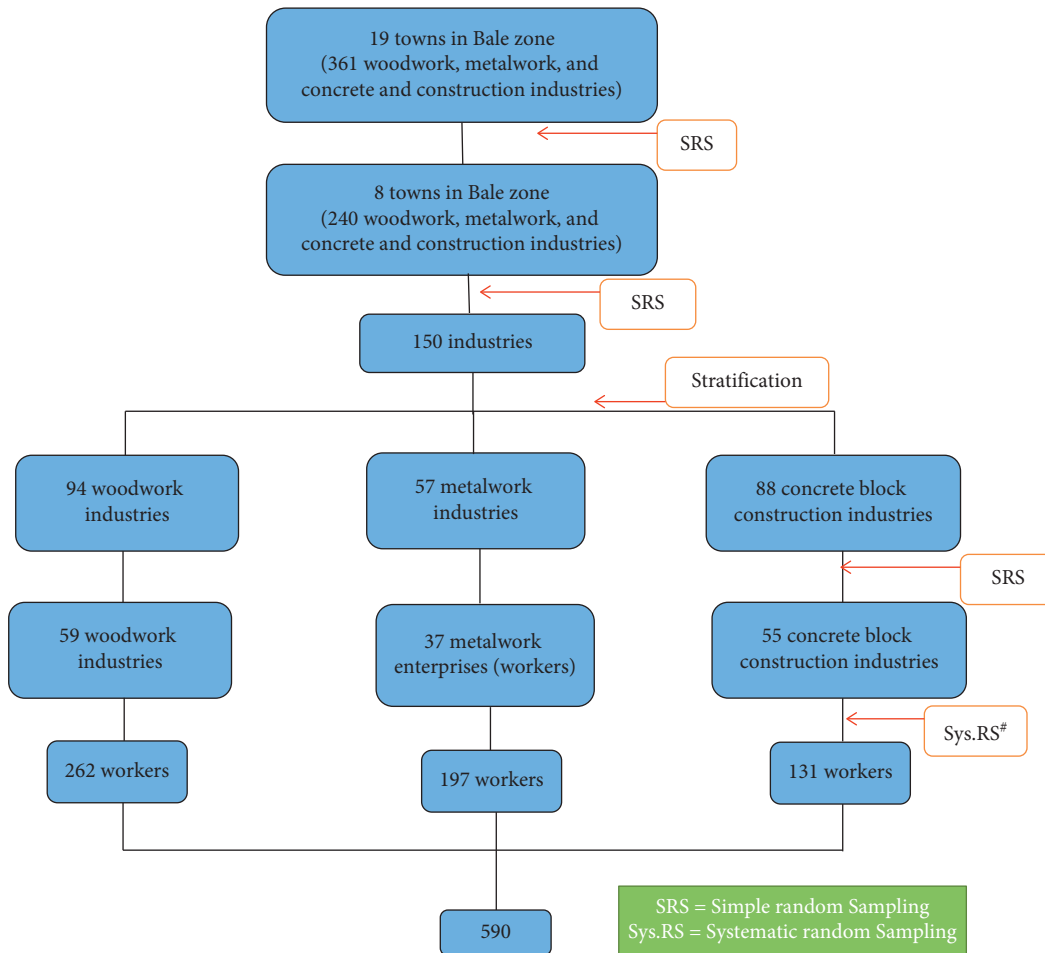 19 towns in Bale zone
(361 woodwork, metalwork, and
concrete and construction industries)
SRS
8 towns in Bale zone
(240 woodwork, metalwork, and
concrete and construction industries)
SRS
150 industries
Stratification
94 woodwork
industries
57 metalwork
industries
88 concrete block
construction industries
SRS
59 woodwork
industries
37 metalwork
enterprises (workers)
55 concrete block
construction industries
Sys.RS#
262 workers
197 workers
131 workers
590
SRS = Simple random Sampling
Sys.RS = Systematic random Sampling